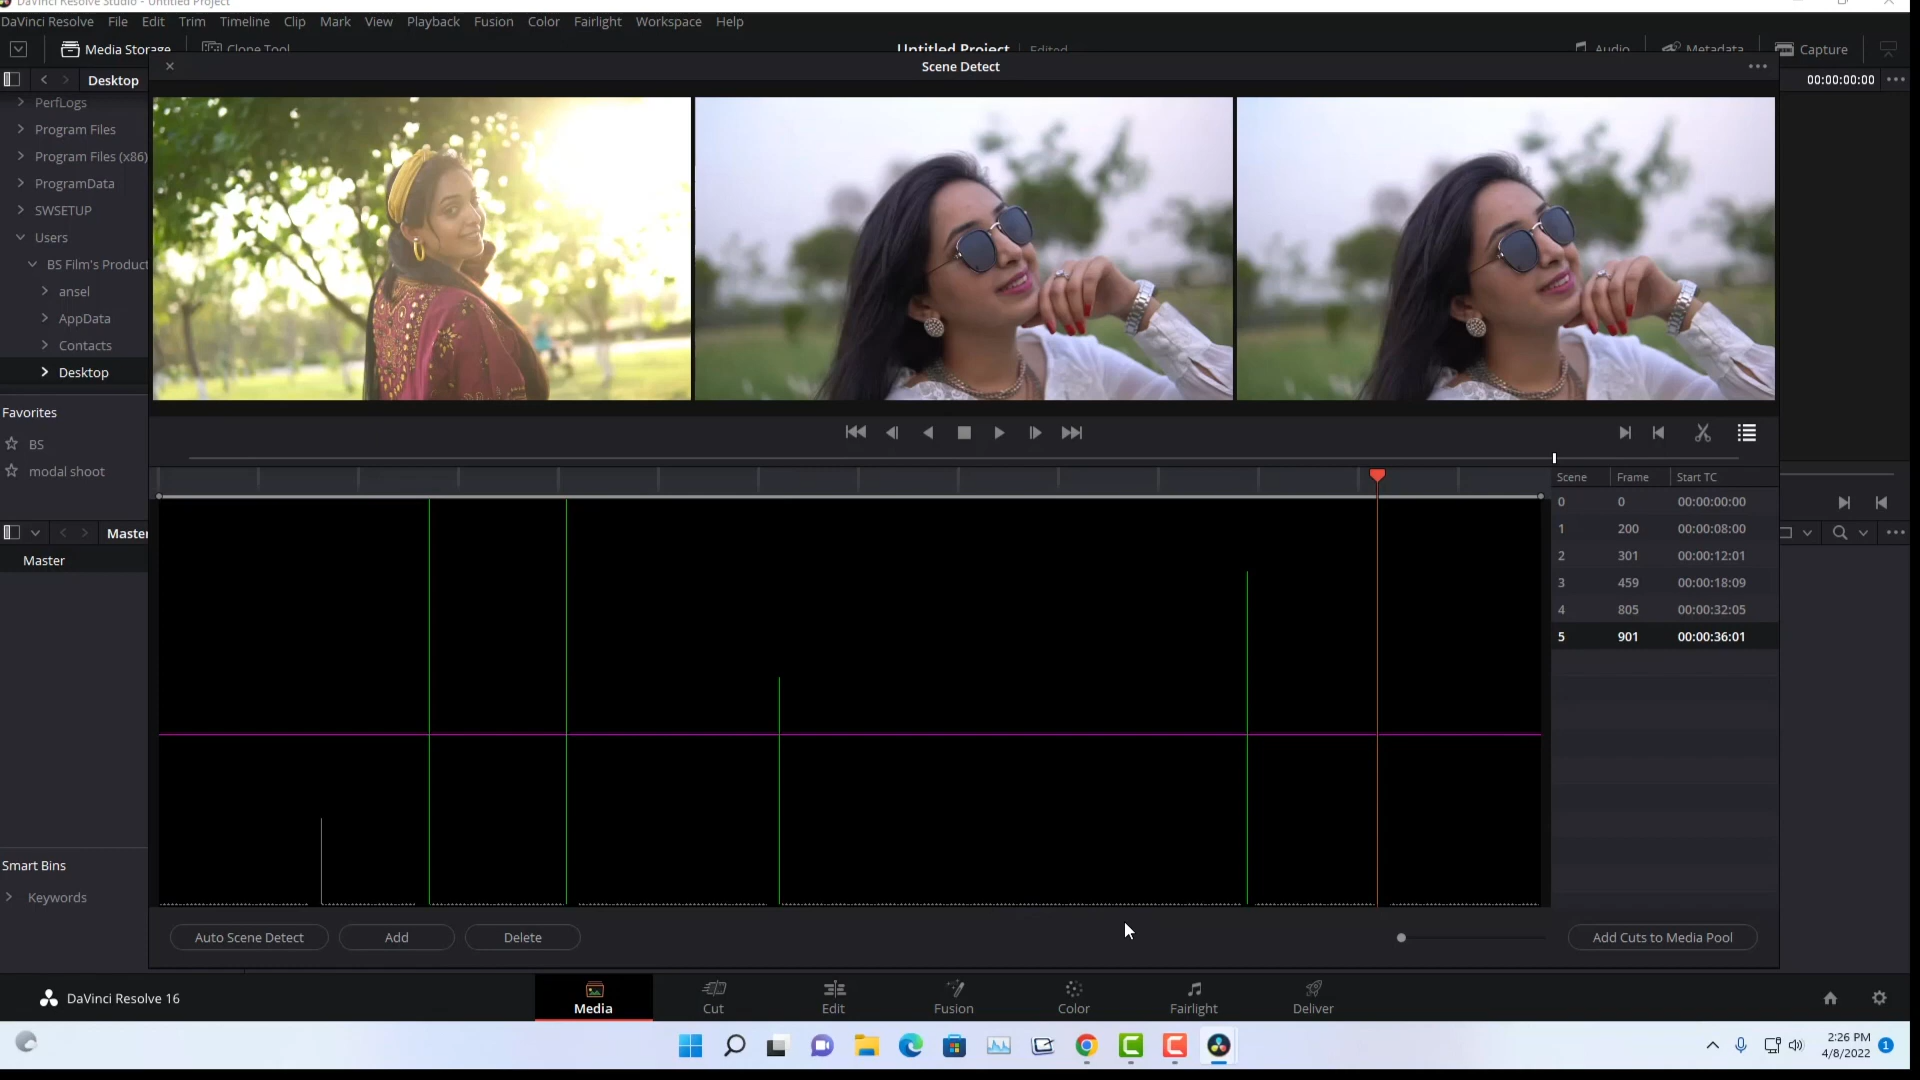 DaVinci Resolve Studio - Untitled Project
DaVinci Resolve File Edit Trim Timeline Clip Mark View Playback Fusion Color Fairlight Workspace Help
Media Storage Clone Tool Untitled Project Edited Audio Metadata Capture
Scene Detect
Desktop 00:00:00:00
PerfLogs
Program Files
Program Files (x86)
ProgramData
SWSETUP
Users
BS Film's Product
ansel
AppData
Contacts
Desktop
Favorites
BS
modal shoot
Scene Frame Start TC
0 0 00:00:00:00
1 200 00:00:08:00
2 301 00:00:12:01
3 459 00:00:18:09
4 805 00:00:32:05
5 901 00:00:36:01
Master
Master
Smart Bins
Keywords
Auto Scene Detect Add Delete Add Cuts to Media Pool
DaVinci Resolve 16
Media Cut Edit Fusion Color Fairlight Deliver
2:26 PM
4/8/2022 1